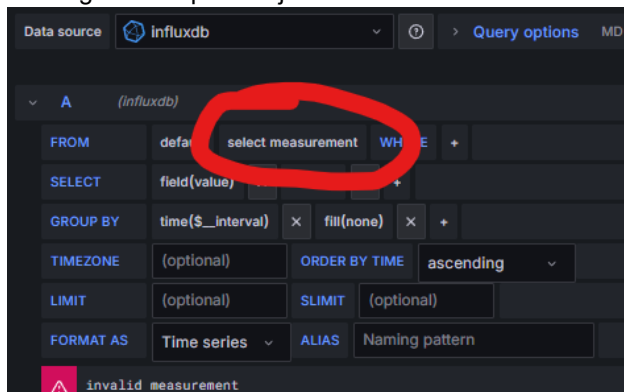 Data source influxdb Query options MD
A (influxdb)
FROM select measurement +
SELECT field(value) +
GROUP BY time($__interval) × fill(none) × +
TIMEZONE (optional) ORDER BY TIME ascending
LIMIT (optional) SLIMIT (optional)
FORMAT AS Time series ALIAS Naming pattern
invalid measurement